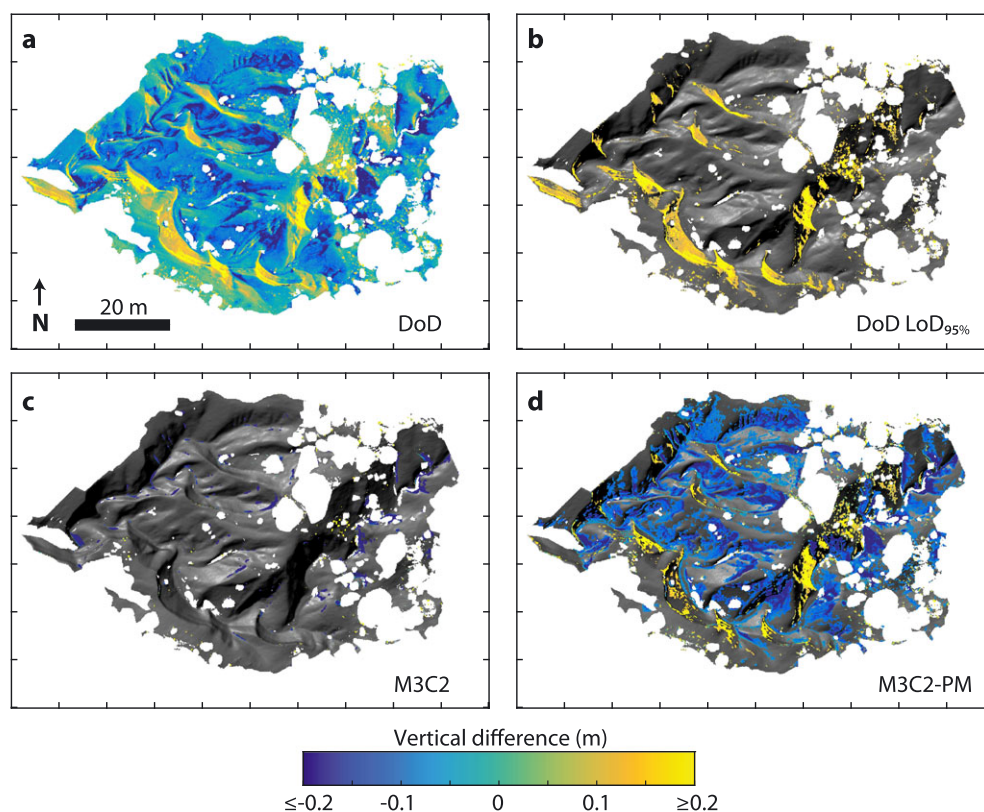 a
b
N
20 m
DoD
DoD LoD95%
c
d
M3C2
M3C2-PM
Vertical difference (m)
≤-0.2 -0.1 0 0.1 ≥0.2